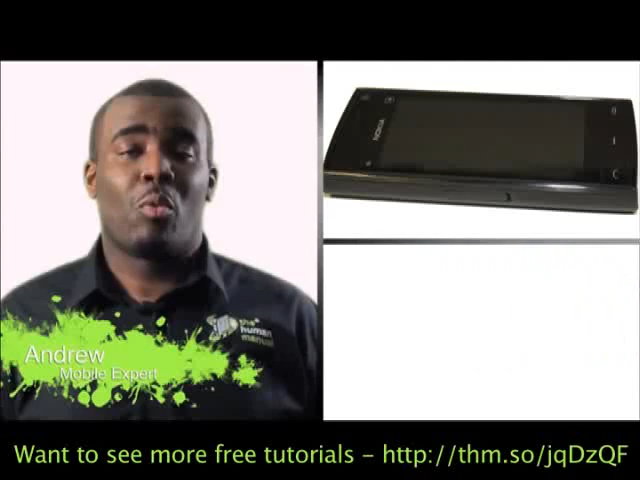 NOKIA
the
human
manual
Andrew
Mobile Expert
Want to see more free tutorials – http://thm.so/jqDzQF